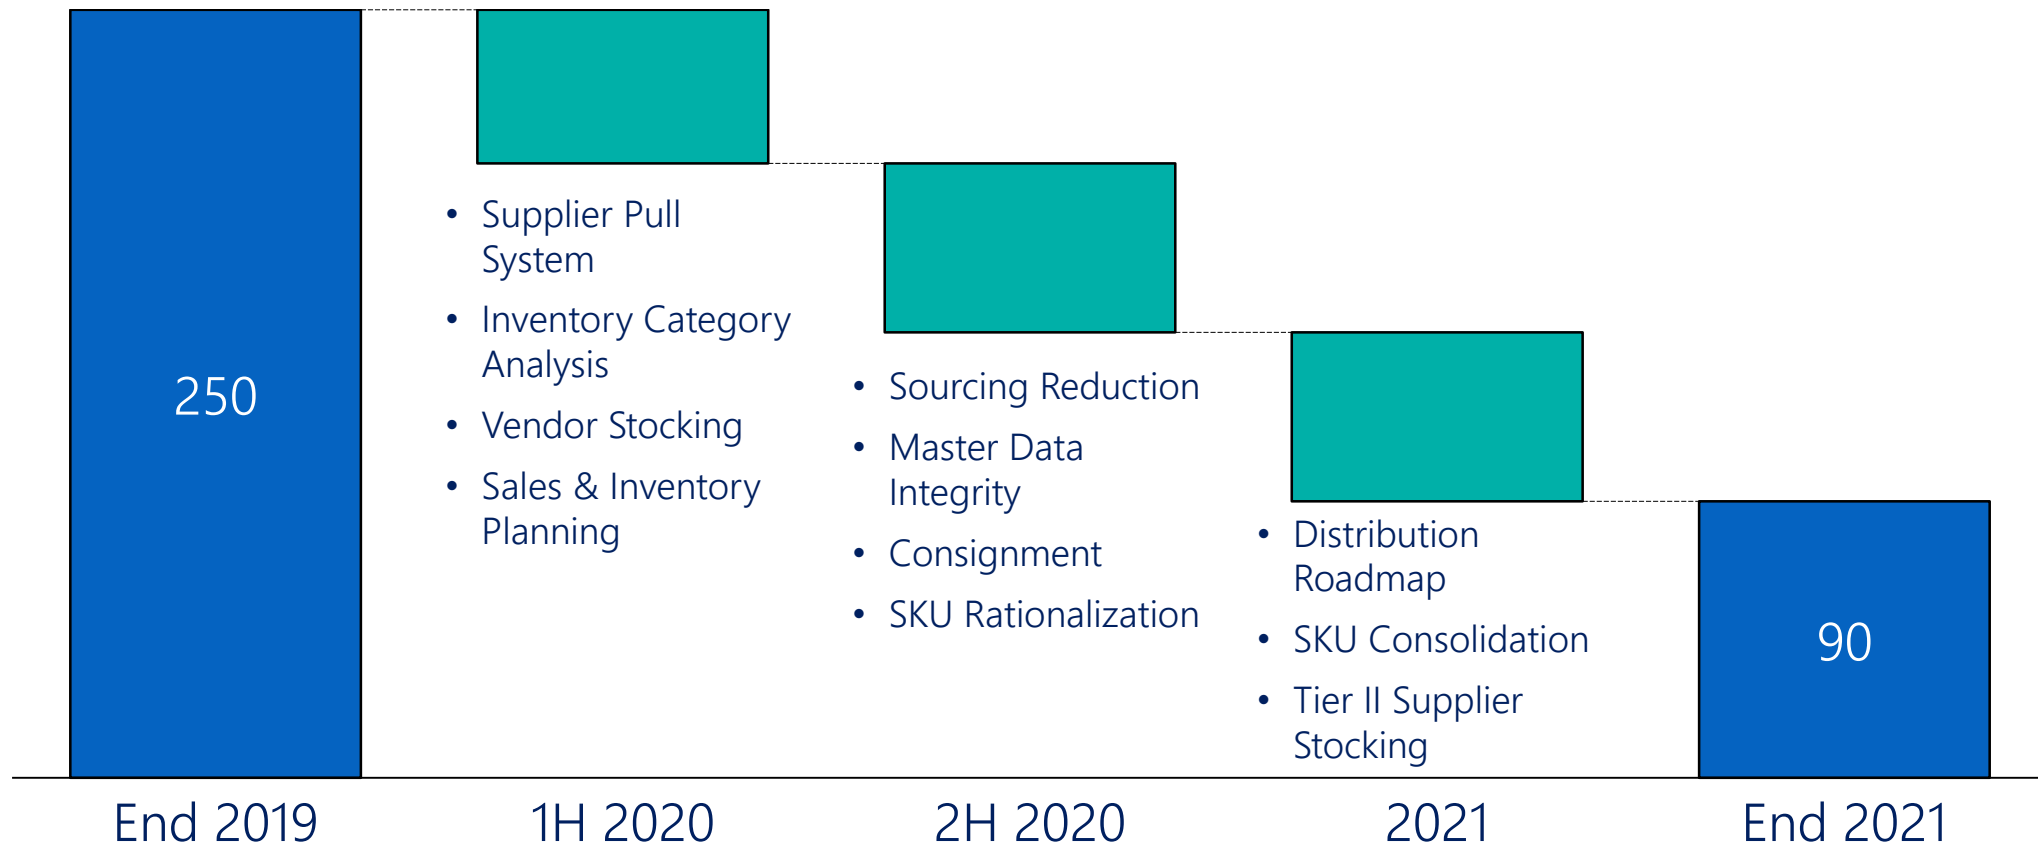 250
• Supplier Pull
System
• Inventory Category
Analysis
• Vendor Stocking
• Sales & Inventory
Planning
• Sourcing Reduction
• Master Data
Integrity
• Consignment
• SKU Rationalization
• Distribution
Roadmap
• SKU Consolidation
• Tier II Supplier
Stocking
90
End 2019
1H 2020
2H 2020
2021
End 2021